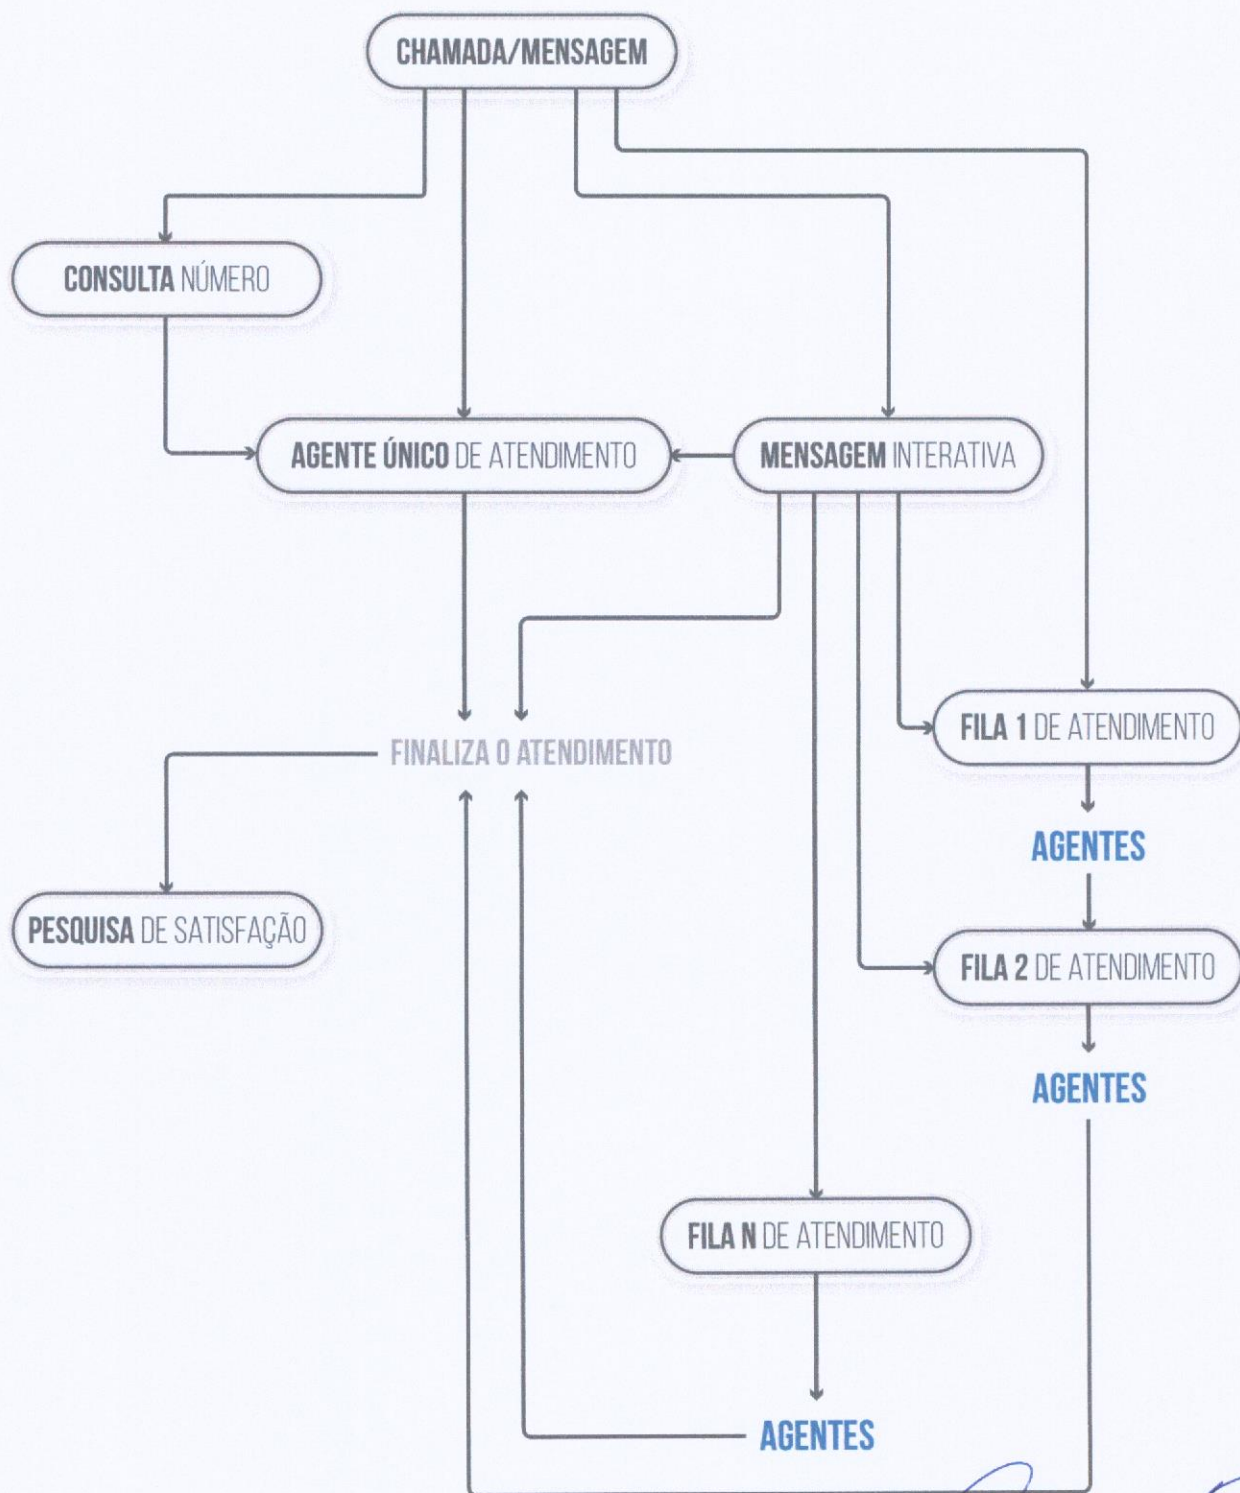 CHAMADA/MENSAGEM
CONSULTA NÚMERO
AGENTE ÚNICO DE ATENDIMENTO
MENSAGEM INTERATIVA
FILA 1 DE ATENDIMENTO
FINALIZA O ATENDIMENTO
AGENTES
PESQUISA DE SATISFAÇÃO
FILA 2 DE ATENDIMENTO
AGENTES
FILA N DE ATENDIMENTO
AGENTES